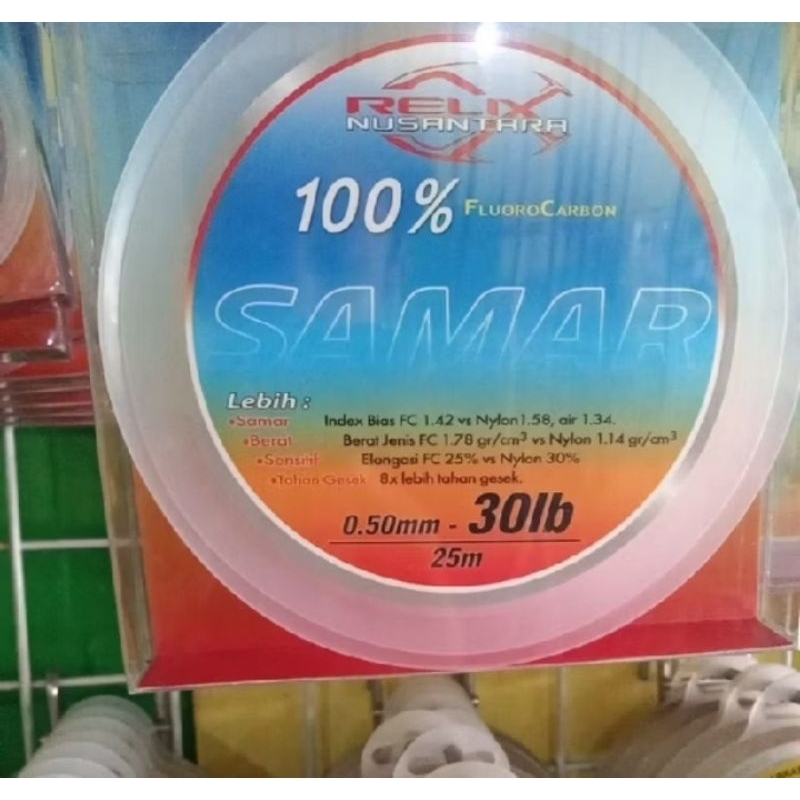 RELIX
NUSANTARA
100% FLUOROCARBON
SAMAR
Lebih :
•Samar Index Bias FC 1.42 vs Nylon1.58, air 1.34.
•Berat Berat Jenis FC 1.78 gr/cm³ vs Nylon 1.14 gr/cm³
•Sensitif Elongasi FC 25% vs Nylon 30%
•Tahan Gesek 8x lebih tahan gesek.
0.50mm - 30lb
25m